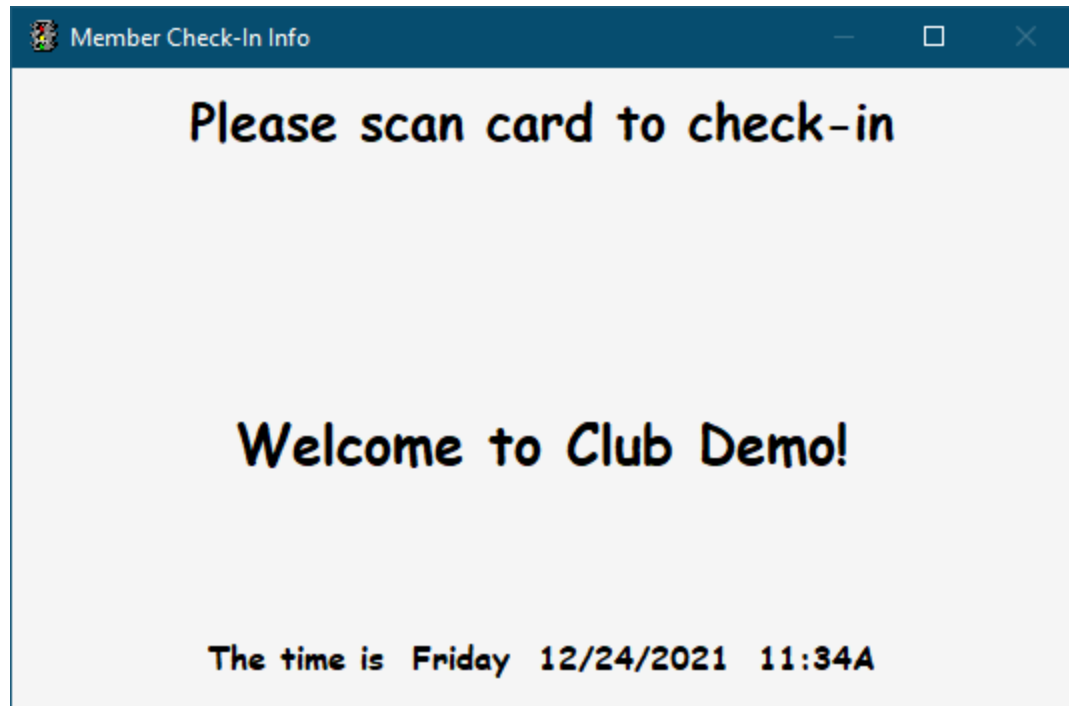 Member Check-In Info
Please scan card to check-in
Welcome to Club Demo!
The time is Friday 12/24/2021 11:34A